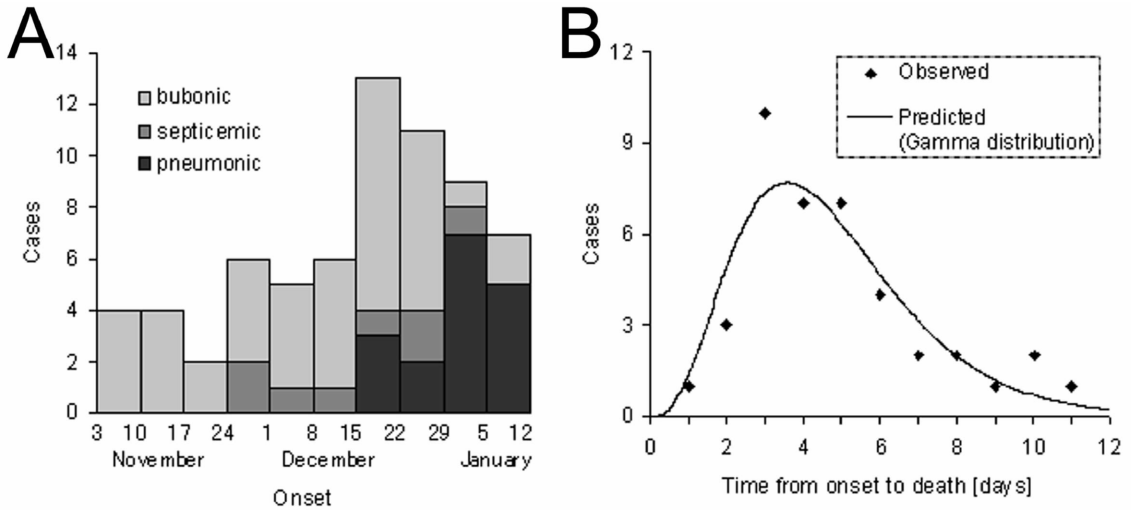 A
14
12
10
8
6
4
2
0
Cases
bubonic
septicemic
pneumonic
3 10 17 24 1 8 15 22 29 5 12
November December January
Onset
B
12
9
6
3
0
Cases
Observed
Predicted
(Gamma distribution)
0 2 4 6 8 10 12
Time from onset to death [days]